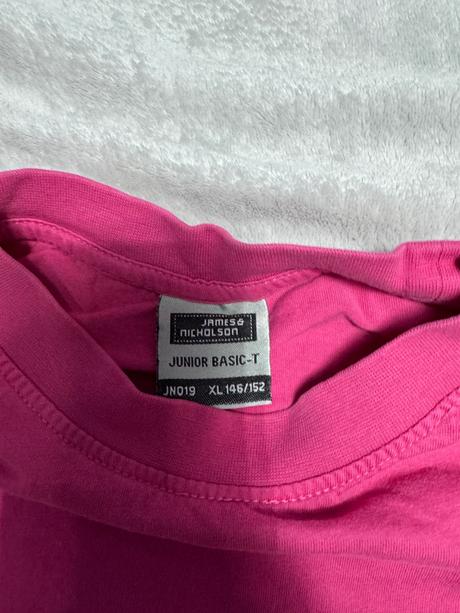 JAMES &
NICHOLSON
JUNIOR BASIC-T
JN019 XL 146/152